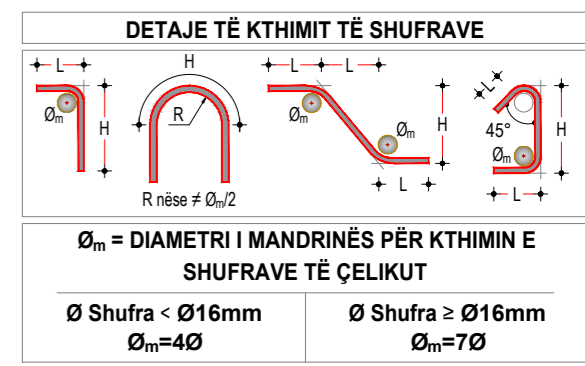 DETAJE TË KTHIMIT TË SHUFRAVE
L H L L L
Øm H R Øm H 45° H
Øm Øm
R nëse ≠ Øm/2 L L
Øm = DIAMETRI I MANDRINËS PËR KTHIMIN E
SHUFRAVE TË ÇELIKUT
Ø Shufra < Ø16mm Ø Shufra ≥ Ø16mm
Øm=4Ø Øm=7Ø